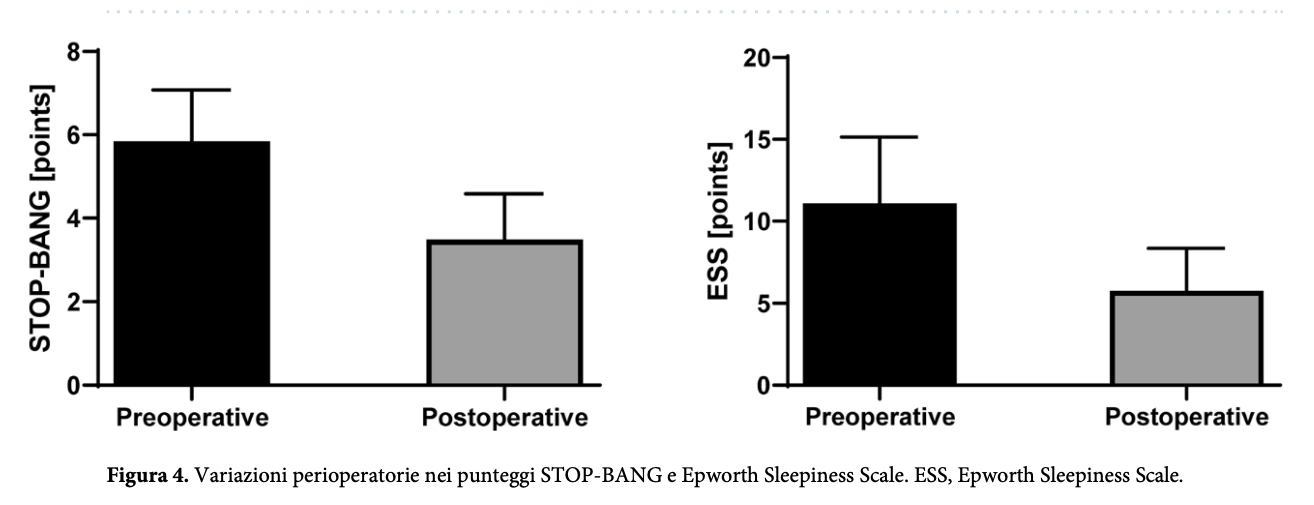 8
6
4
2
0
STOP-BANG [points]
Preoperative
Postoperative
20
15
10
5
0
ESS [points]
Preoperative
Postoperative
Figura 4. Variazioni perioperatorie nei punteggi STOP-BANG e Epworth Sleepiness Scale. ESS, Epworth Sleepiness Scale.